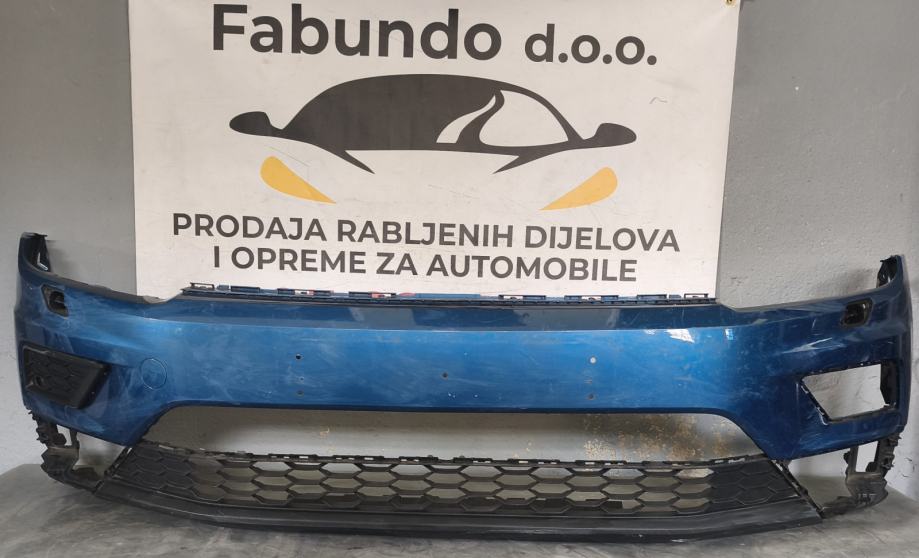 Fabundo d.o.o.
PRODAJA RABLJENIH DIJELOVA
I OPREME ZA AUTOMOBILE